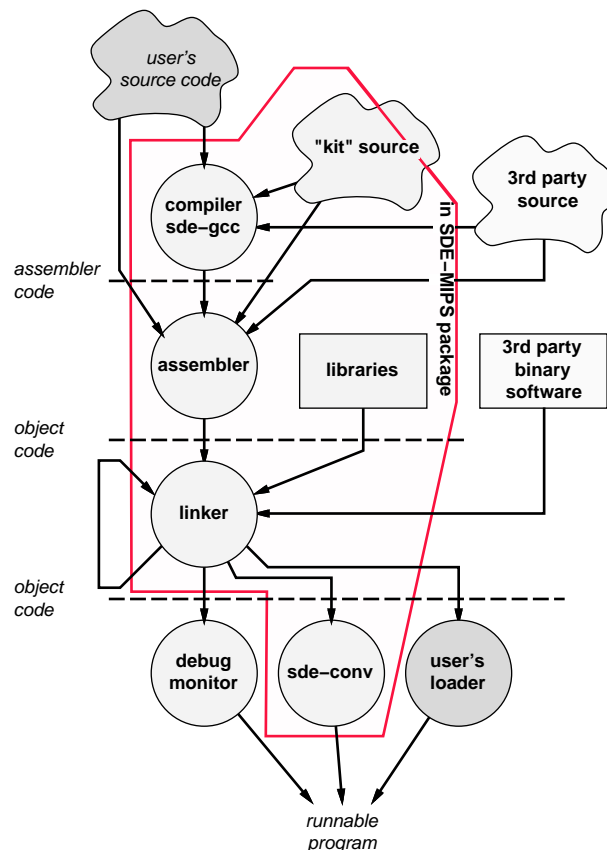 user's
source code
"kit" source
compiler
sde-gcc
3rd party
source
in SDE-MIPS package
assembler
code
assembler
libraries
3rd party
binary
software
object
code
linker
object
code
debug
monitor
sde-conv
user's
loader
runnable
program